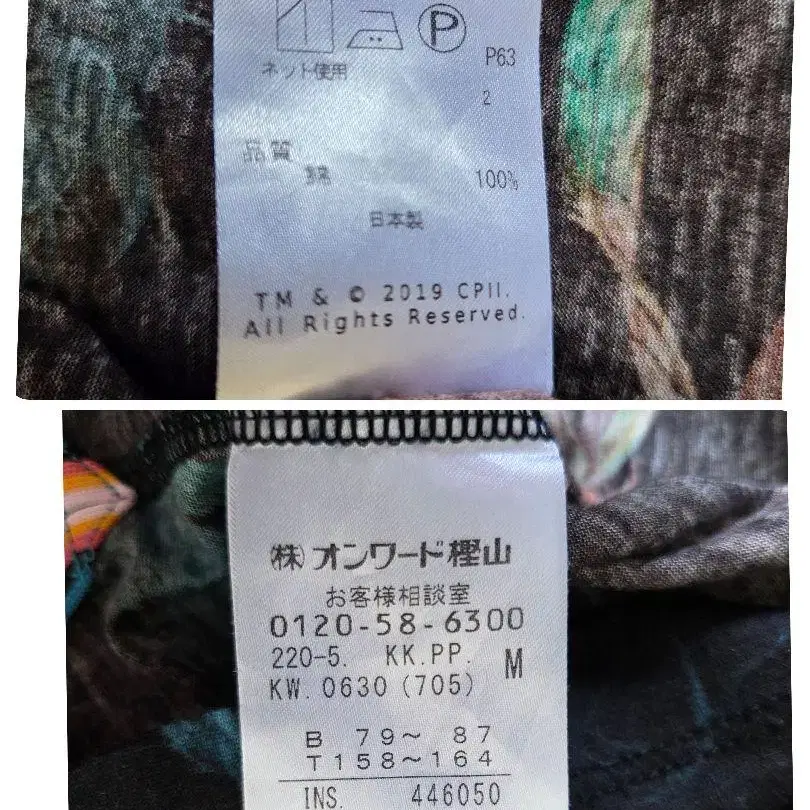 P
ネット使用
P63
2
品質
綿 100%
日本製
TM & © 2019 CPII.
All Rights Reserved.
㈱オンワード樫山
お客様相談室
0120-58-6300
220-5. KK.PP. M
KW. 0630 (705)
B 79～ 87
T158～164
INS. 446050